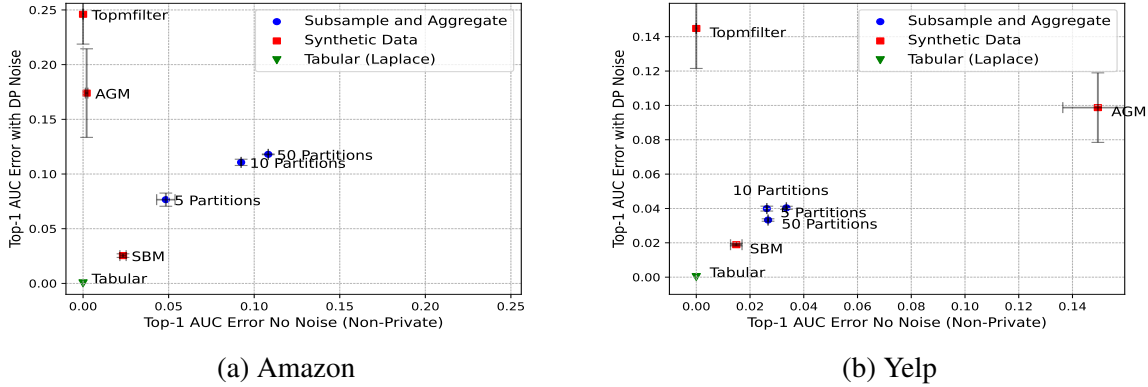 0.25
0.20
0.15
0.10
0.05
0.00
Top-1 AUC Error with DP Noise
Topmfilter
AGM
50 Partitions
10 Partitions
5 Partitions
SBM
Tabular
Subsample and Aggregate
Synthetic Data
Tabular (Laplace)
0.00 0.05 0.10 0.15 0.20 0.25
Top-1 AUC Error No Noise (Non-Private)
(a) Amazon
0.14
0.12
0.10
0.08
0.06
0.04
0.02
0.00
Top-1 AUC Error with DP Noise
Topmfilter
AGM
10 Partitions
5 Partitions
50 Partitions
SBM
Tabular
Subsample and Aggregate
Synthetic Data
Tabular (Laplace)
0.00 0.02 0.04 0.06 0.08 0.10 0.12 0.14
Top-1 AUC Error No Noise (Non-Private)
(b) Yelp